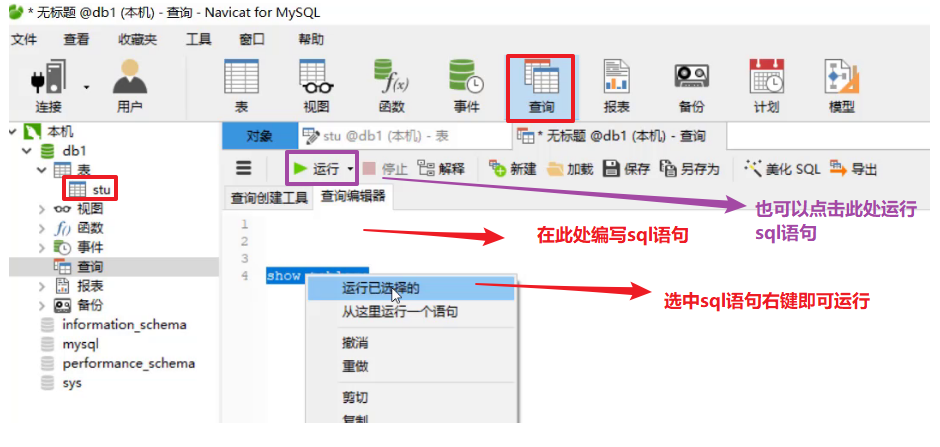 * 无标题 @db1 (本机) - 查询 - Navicat for MySQL
文件 查看 收藏夹 工具 窗口 帮助
连接 用户 表 视图 函数 事件 查询 报表 备份 计划 模型
本机
db1
表
stu
视图
函数
事件
查询
报表
备份
information_schema
mysql
performance_schema
sys
对象 stu @db1 (本机) - 表 * 无标题 @db1 (本机) - 查询
运行 停止 解释 新建 加载 保存 另存为 美化 SQL 导出
查询创建工具 查询编辑器
1
2
3
4 show
运行已选择的
从这里运行一个语句
撤消
重做
剪切
复制
也可以点击此处运行
sql语句
在此处编写sql语句
选中sql语句右键即可运行